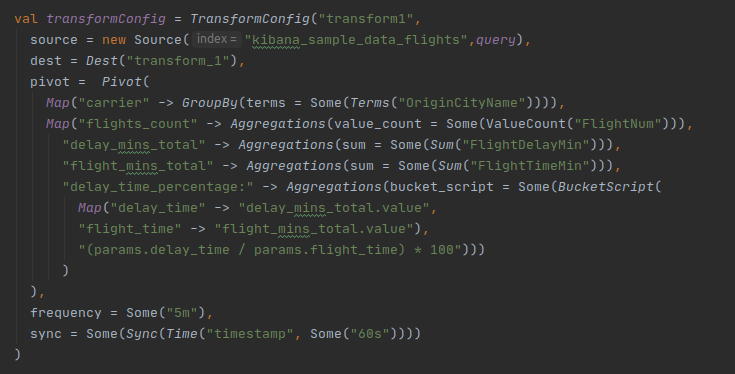 val transformConfig = TransformConfig("transform1",
source = new Source( index = "kibana_sample_data_flights",query),
dest = Dest("transform_1"),
pivot =  Pivot(
Map("carrier" -> GroupBy(terms = Some(Terms("OriginCityName")))),
Map("flights_count" -> Aggregations(value_count = Some(ValueCount("FlightNum"))),
"delay_mins_total" -> Aggregations(sum = Some(Sum("FlightDelayMin"))),
"flight_mins_total" -> Aggregations(sum = Some(Sum("FlightTimeMin"))),
"delay_time_percentage:" -> Aggregations(bucket_script = Some(BucketScript(
Map("delay_time" -> "delay_mins_total.value",
"flight_time" -> "flight_mins_total.value"),
"(params.delay_time / params.flight_time) * 100")))
)
),
frequency = Some("5m"),
sync = Some(Sync(Time("timestamp", Some("60s"))))
)